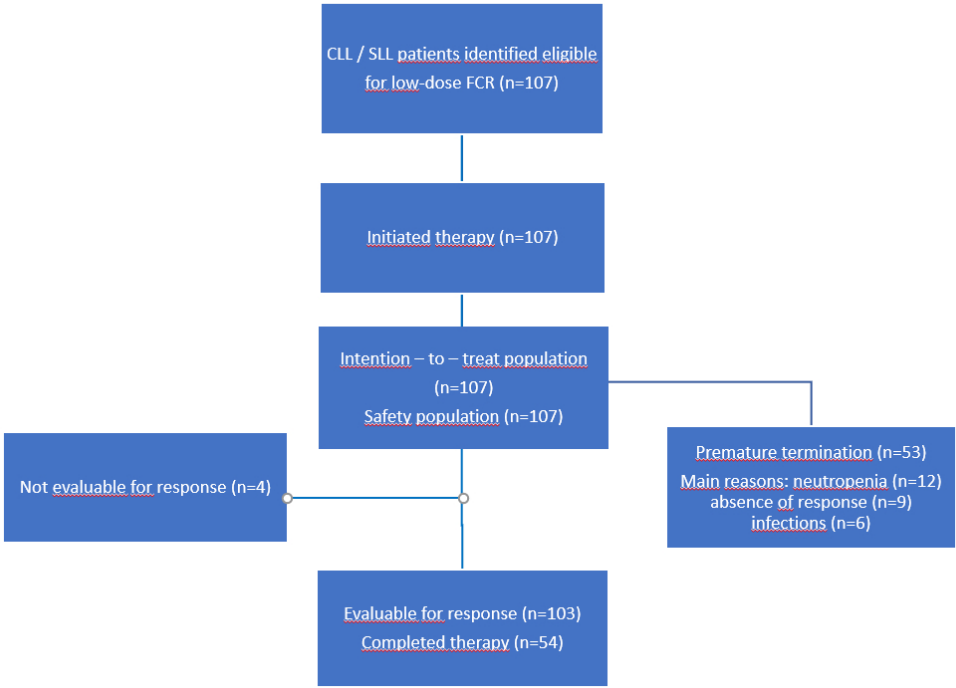 CLL / SLL patients identified eligible
for low-dose FCR (n=107)
Initiated therapy (n=107)
Intention – to – treat population
(n=107)
Safety population (n=107)
Not evaluable for response (n=4)
Premature termination (n=53)
Main reasons: neutropenia (n=12)
absence of response (n=9)
infections (n=6)
Evaluable for response (n=103)
Completed therapy (n=54)